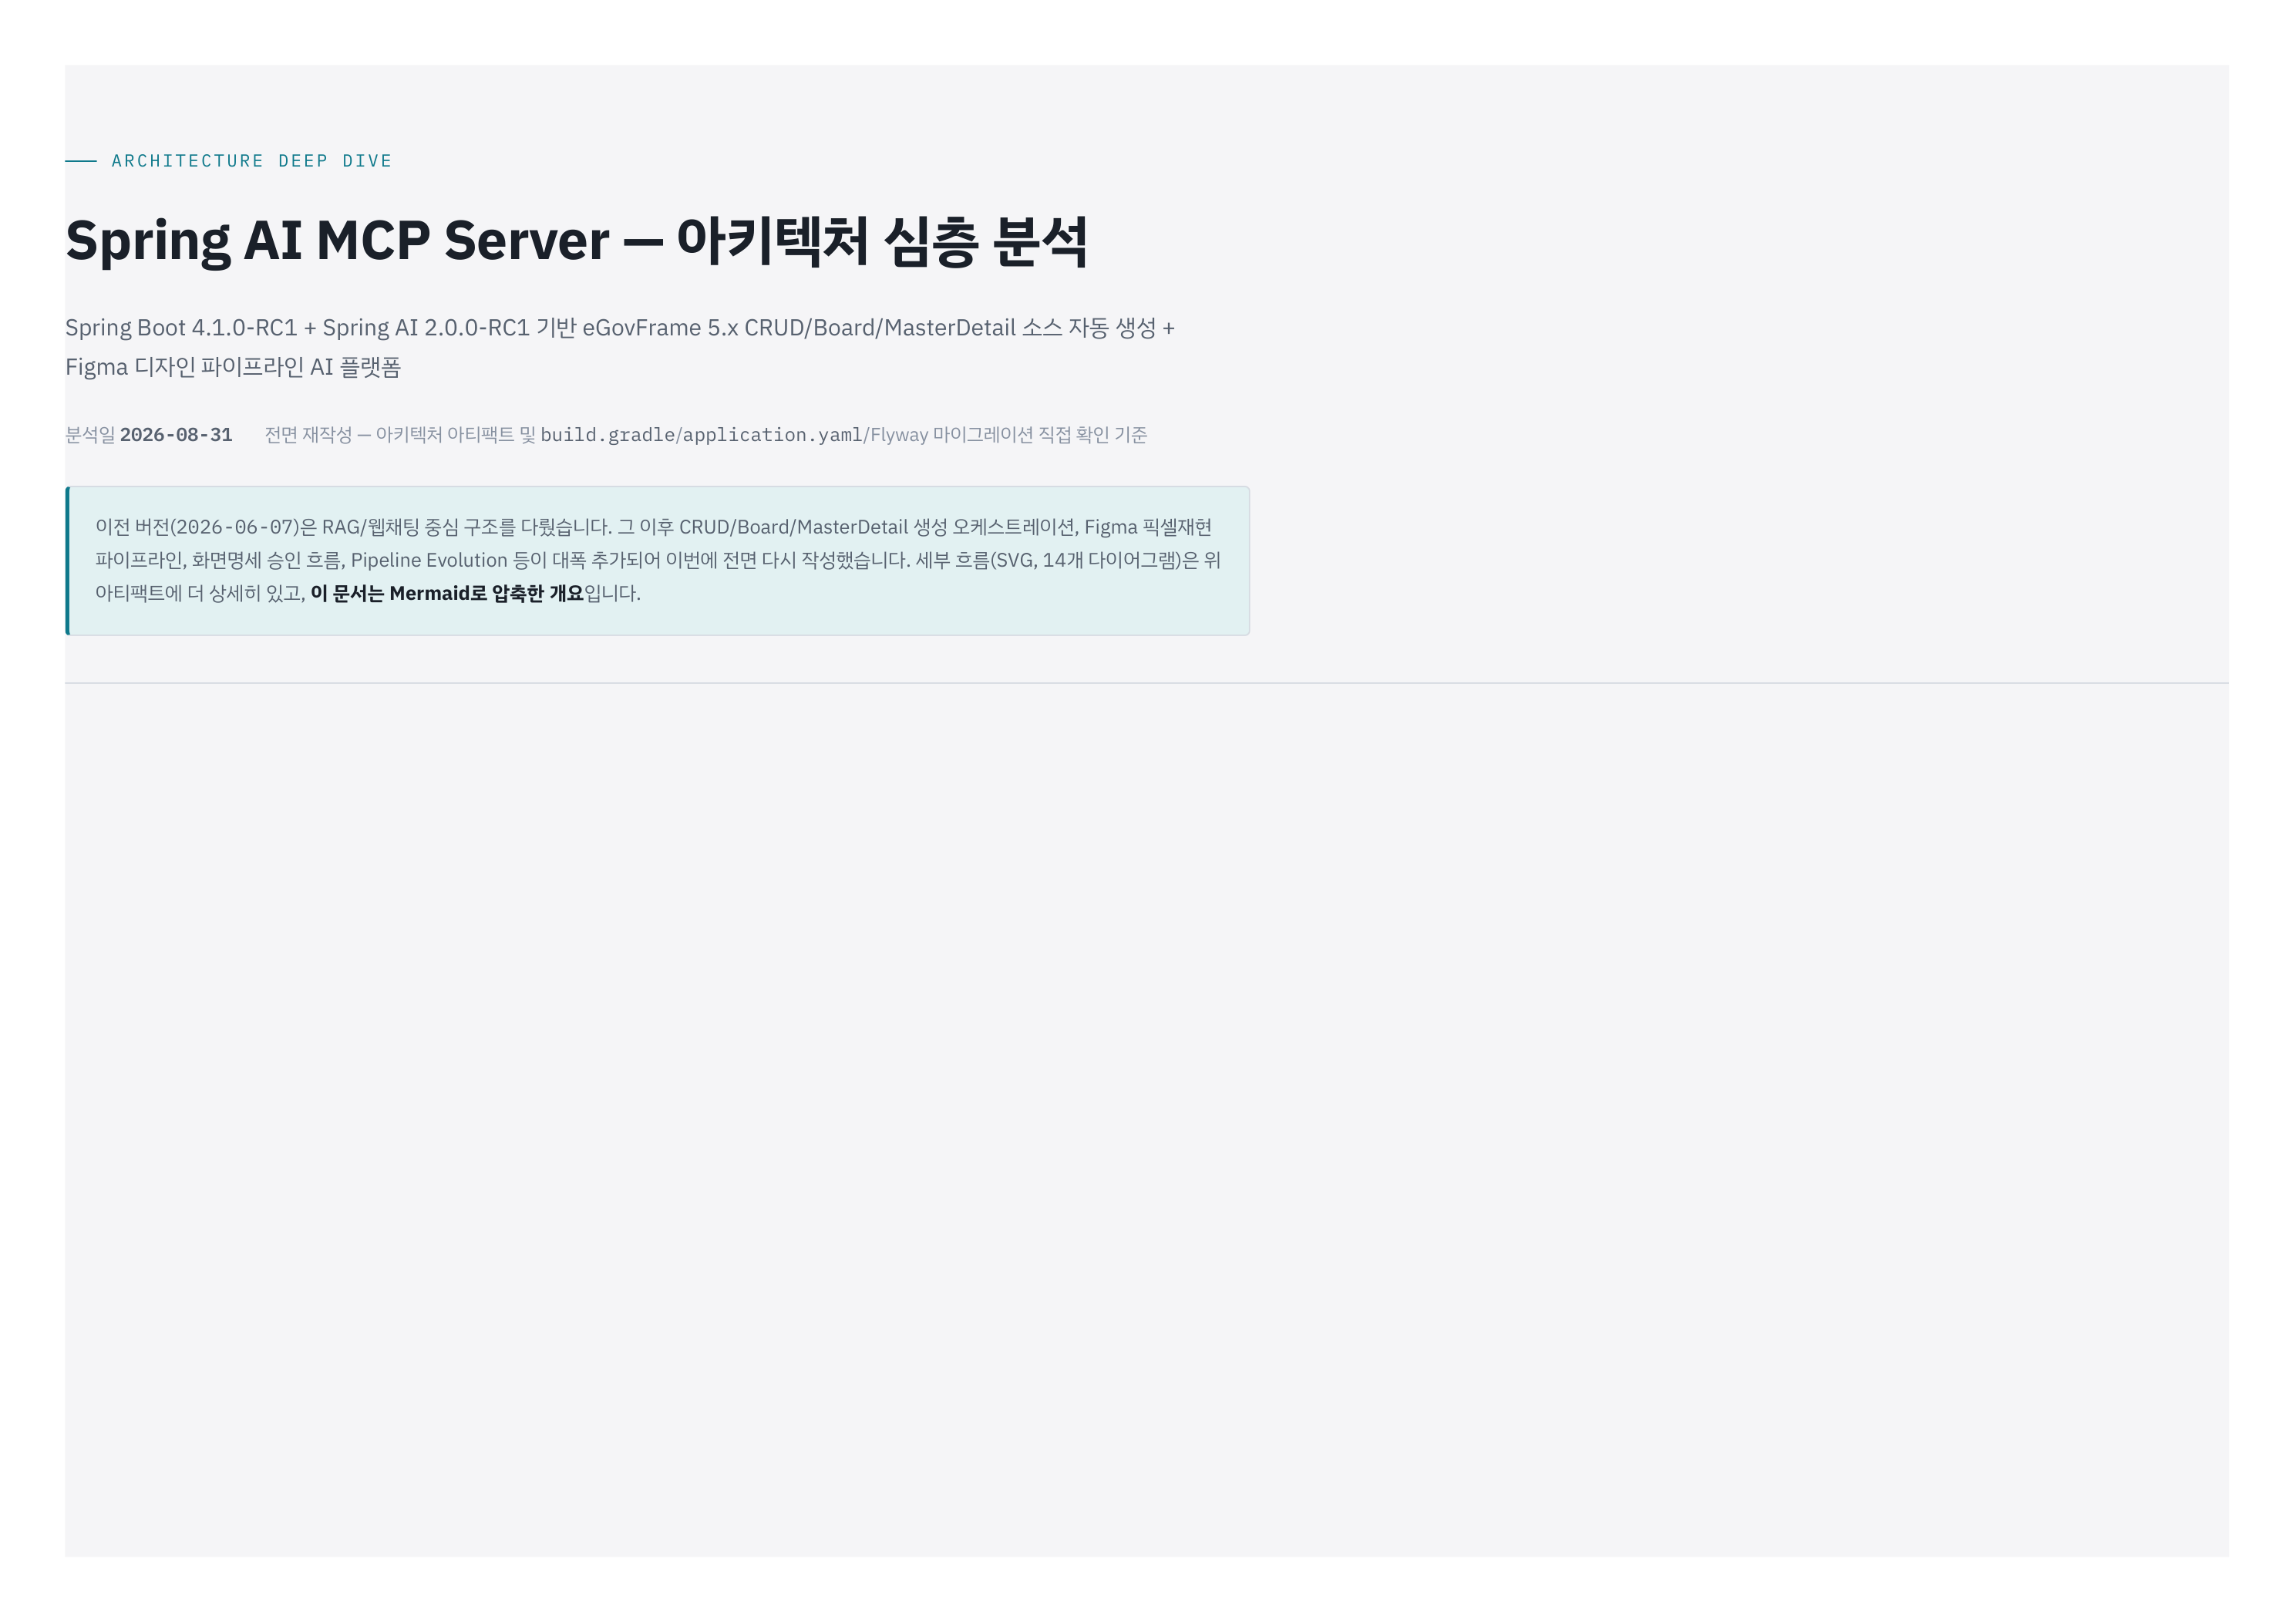 ARCHITECTURE DEEP DIVE
Spring AI MCP Server — 아키텍처 심층 분석
Spring Boot 4.1.0-RC1 + Spring AI 2.0.0-RC1 기반 eGovFrame 5.x CRUD/Board/MasterDetail 소스 자동 생성 +
Figma 디자인 파이프라인 AI 플랫폼
분석일 2026-08-31 전면 재작성 — 아키텍처 아티팩트 및 build.gradle/application.yaml/Flyway 마이그레이션 직접 확인 기준
이전 버전(2026-06-07)은 RAG/웹채팅 중심 구조를 다뤘습니다. 그 이후 CRUD/Board/MasterDetail 생성 오케스트레이션, Figma 픽셀재현
파이프라인, 화면명세 승인 흐름, Pipeline Evolution 등이 대폭 추가되어 이번에 전면 다시 작성했습니다. 세부 흐름(SVG, 14개 다이어그램)은 위
아티팩트에 더 상세히 있고, 이 문서는 Mermaid로 압축한 개요입니다.